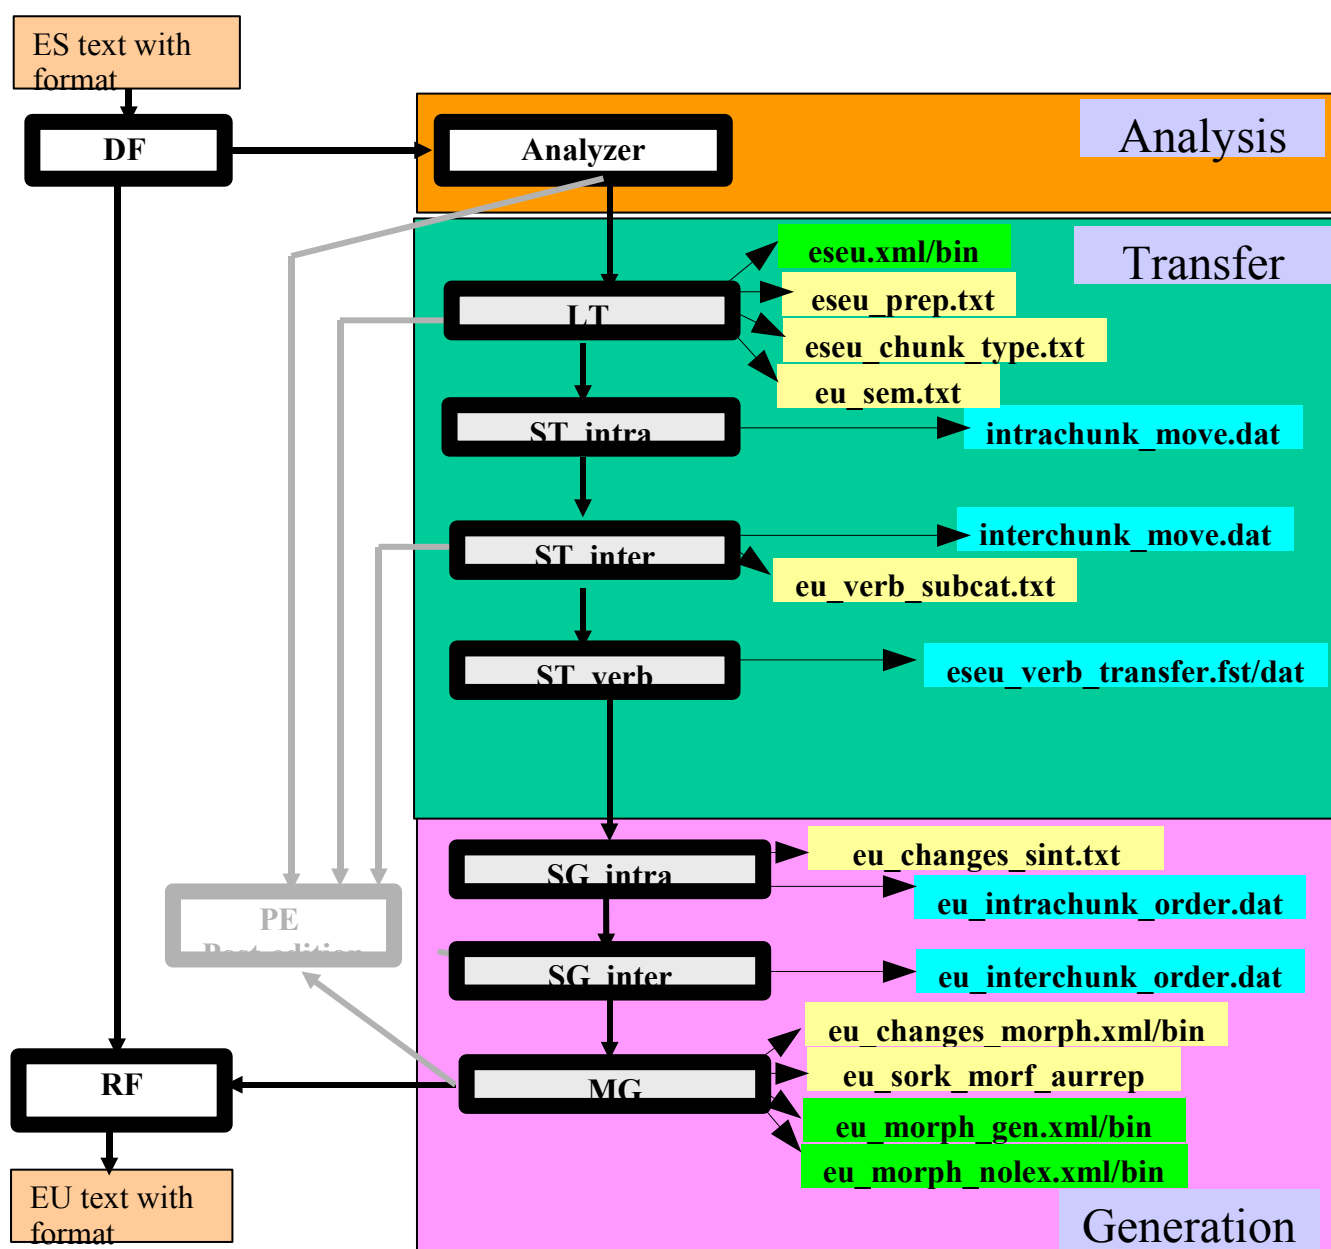 ES text with
format
DF
Analyzer
Analysis
Transfer
eseu.xml/bin
LT
eseu_prep.txt
eseu_chunk_type.txt
eu_sem.txt
ST_intra
intrachunk_move.dat
ST_inter
interchunk_move.dat
eu_verb_subcat.txt
ST_verb
eseu_verb_transfer.fst/dat
SG_intra
eu_changes_sint.txt
eu_intrachunk_order.dat
PE
Post-edition
SG_inter
eu_interchunk_order.dat
eu_changes_morph.xml/bin
RF
MG
eu_sork_morf_aurrep
eu_morph_gen.xml/bin
eu_morph_nolex.xml/bin
EU text with
format
Generation